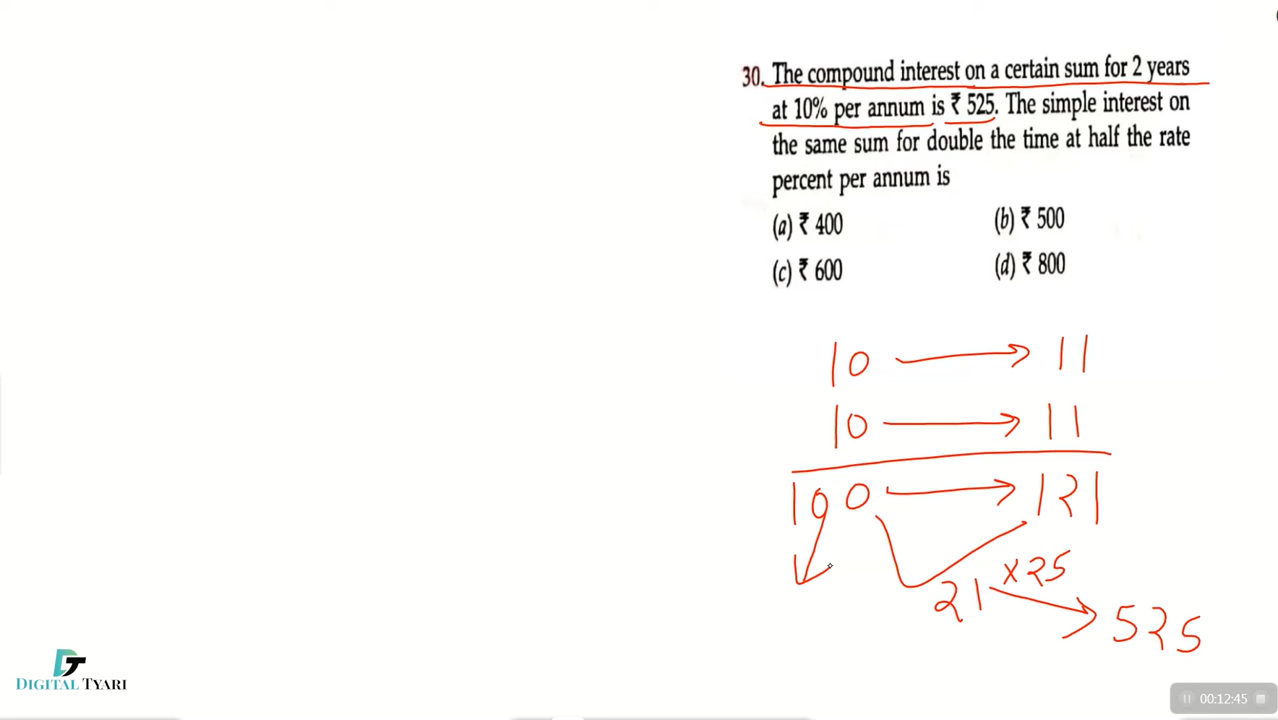 30. The compound interest on a certain sum for 2 years
at 10% per annum is ₹ 525. The simple interest on
the same sum for double the time at half the rate
percent per annum is
(a) ₹ 400 (b) ₹ 500
(c) ₹ 600 (d) ₹ 800
10 → 11
10 → 11
100 → 121
21 ×25 → 525
DT
DIGITAL TYARI
00:12:45